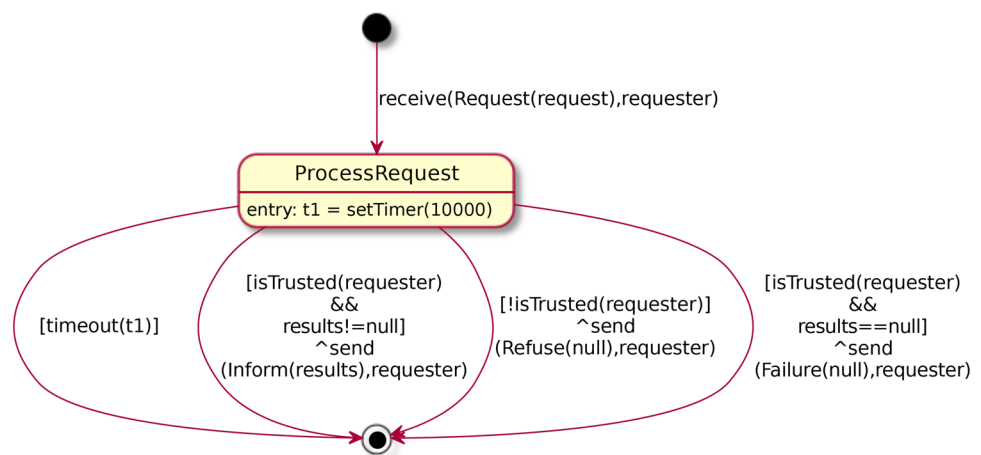 receive(Request(request),requester)
ProcessRequest
entry: t1 = setTimer(10000)
[timeout(t1)]
[isTrusted(requester)
&&
results!=null]
^send
(Inform(results),requester)
[!isTrusted(requester)]
^send
(Refuse(null),requester)
[isTrusted(requester)
&&
results==null]
^send
(Failure(null),requester)